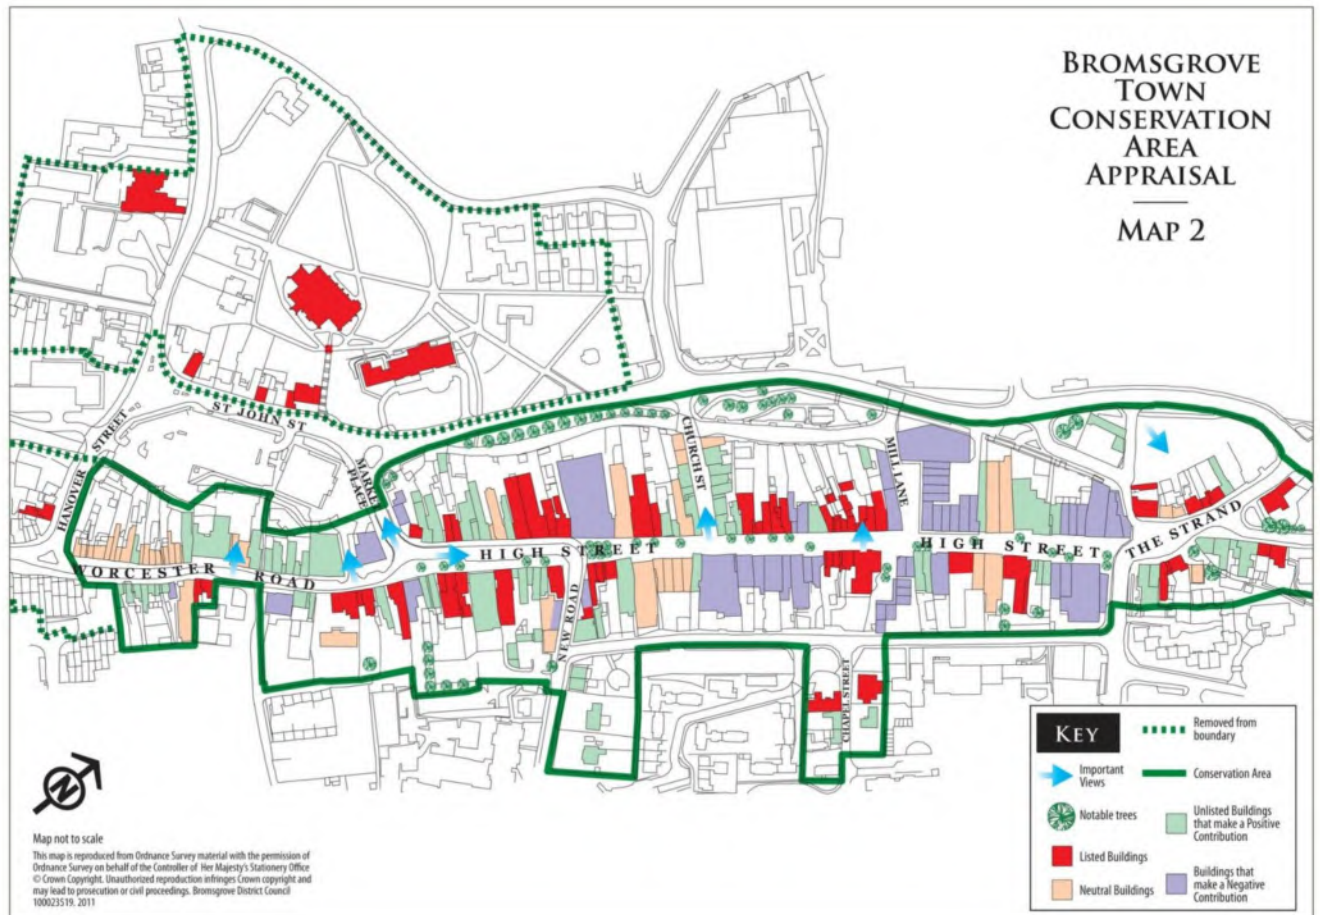 BROMSGROVE
TOWN
CONSERVATION
AREA
APPRAISAL
MAP 2
HANOVER STREET
ST JOHN ST
MARKET PLACE
WORCESTER ROAD
HIGH STREET
NEW ROAD
CHURCH ST
MILL LANE
HIGH STREET
THE STRAND
CHAPEL STREET
N
Map not to scale
This map is reproduced from Ordnance Survey material with the permission of
Ordnance Survey on behalf of the Controller of Her Majesty's Stationery Office
© Crown Copyright. Unauthorized reproduction infringes Crown copyright and
may lead to prosecution or civil proceedings. Bromsgrove District Council
100023519. 2011
KEY
Removed from
boundary
Important
Views
Conservation Area
Notable trees
Unlisted Buildings
that make a Positive
Contribution
Listed Buildings
Neutral Buildings
Buildings that
make a Negative
Contribution